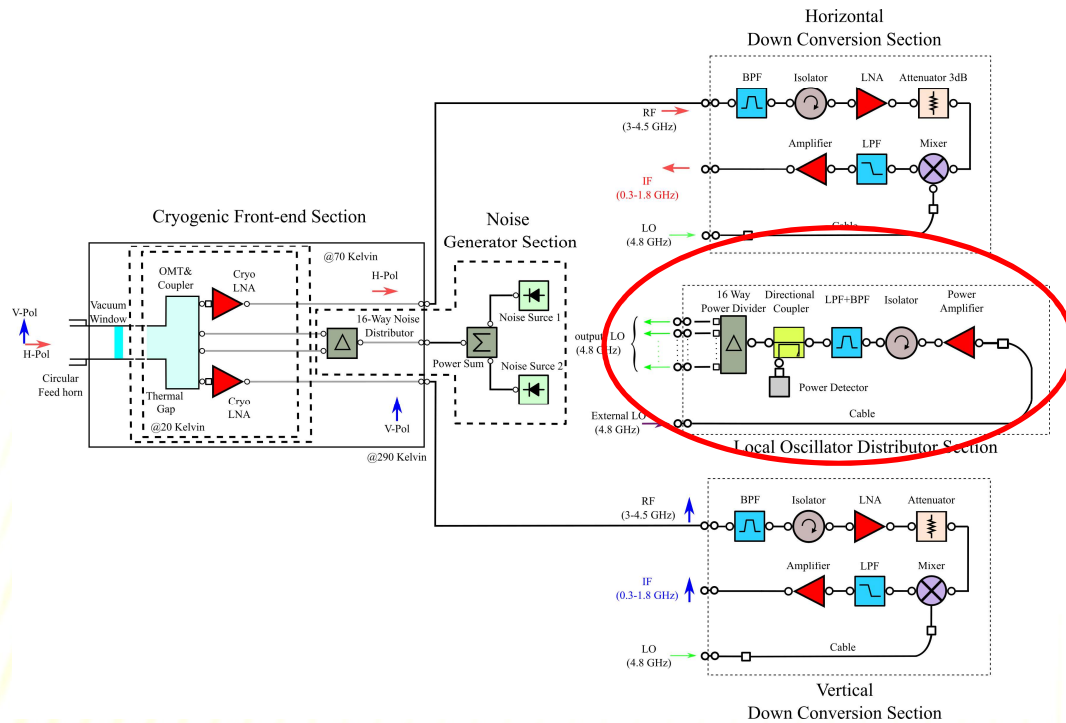 Horizontal
Down Conversion Section
BPF
Isolator
LNA
Attenuator 3dB
RF
(3-4.5 GHz)
Amplifier
LPF
Mixer
IF
(0.3-1.8 GHz)
Cable
LO
(4.8 GHz)
Cryogenic Front-end Section
Noise
Generator Section
@70 Kelvin
H-Pol
OMT&
Coupler
Cryo
LNA
Vacuum
Window
V-Pol
H-Pol
16-Way Noise
Distributor
Noise Surce 1
Σ
Power Sum
Noise Surce 2
Circular
Feed horn
Thermal
Gap
Cryo
LNA
@20 Kelvin
V-Pol
@290 Kelvin
16 Way
Power Divider
Directional
Coupler
LPF+BPF
Isolator
Power
Amplifier
output LO
(4.8 GHz)
Power Detector
External LO
(4.8 GHz)
Cable
Local Oscillator Distributor Section
RF
(3-4.5 GHz)
BPF
Isolator
LNA
Attenuator
Amplifier
LPF
Mixer
IF
(0.3-1.8 GHz)
LO
(4.8 GHz)
Cable
Vertical
Down Conversion Section